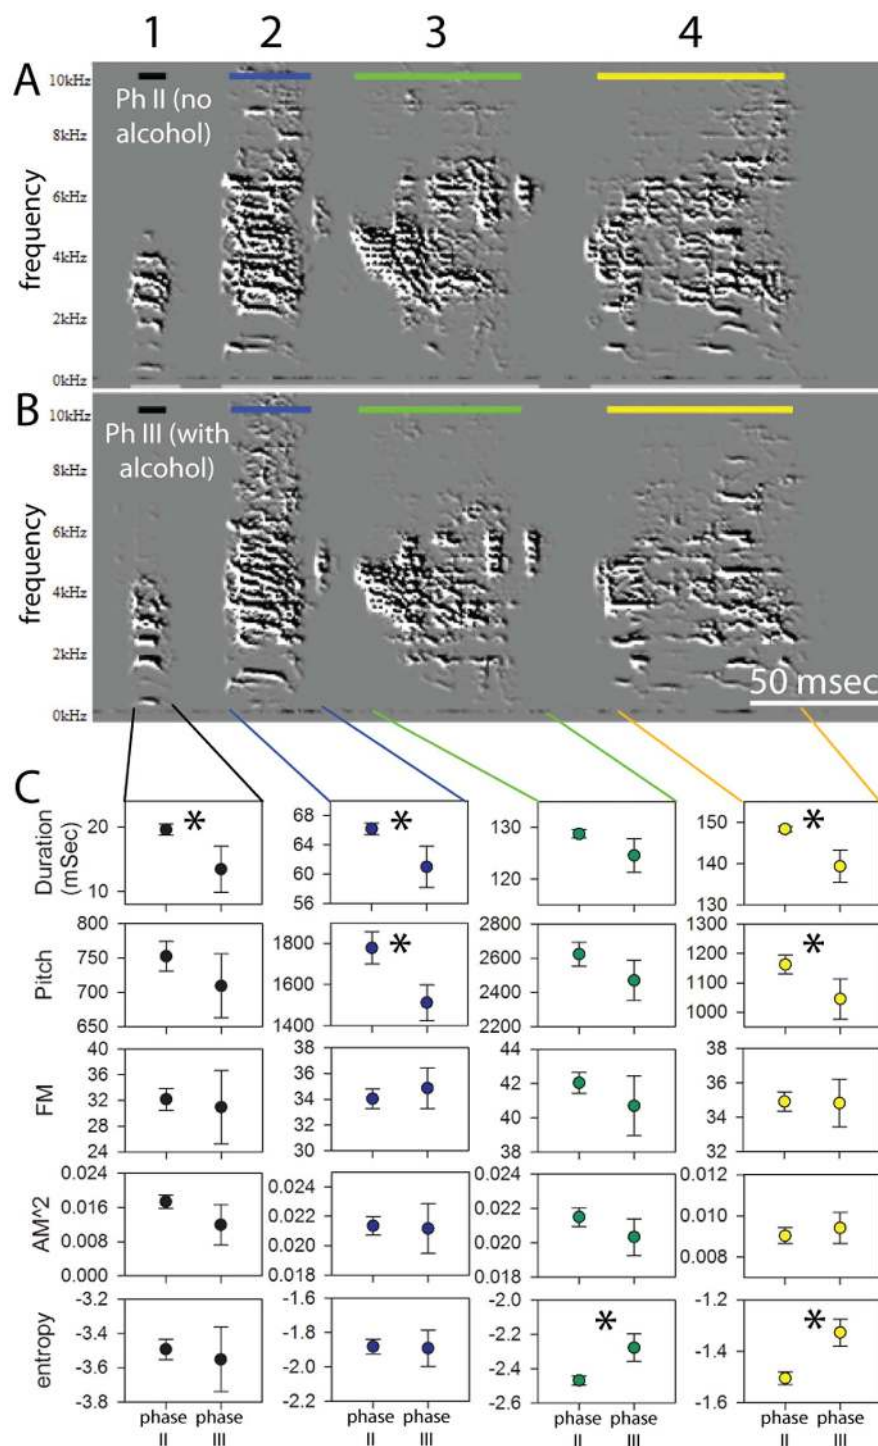 1 2 3 4
A
10kHz
Ph II (no
alcohol)
8kHz
6kHz
frequency
4kHz
2kHz
0kHz
B
10kHz
Ph III (with
alcohol)
8kHz
6kHz
frequency
4kHz
2kHz
50 msec
0kHz
C
Duration
(mSec)
20
10
*
68
64
60
56
*
130
120
150
140
130
*
Pitch
800
750
700
650
1800
1600
1400
*
2800
2600
2400
2200
1300
1200
1100
1000
*
FM
40
36
32
28
24
38
36
34
32
30
44
42
40
38
38
36
34
32
AM^2
0.024
0.016
0.008
0.000
0.024
0.022
0.020
0.018
0.024
0.022
0.020
0.018
0.012
0.010
0.008
entropy
-3.2
-3.4
-3.6
-3.8
-1.6
-1.8
-2.0
-2.2
-2.0
-2.2
-2.4
-2.6
*
-1.2
-1.4
-1.6
*
phase phase phase phase phase phase phase phase
II III II III II III II III